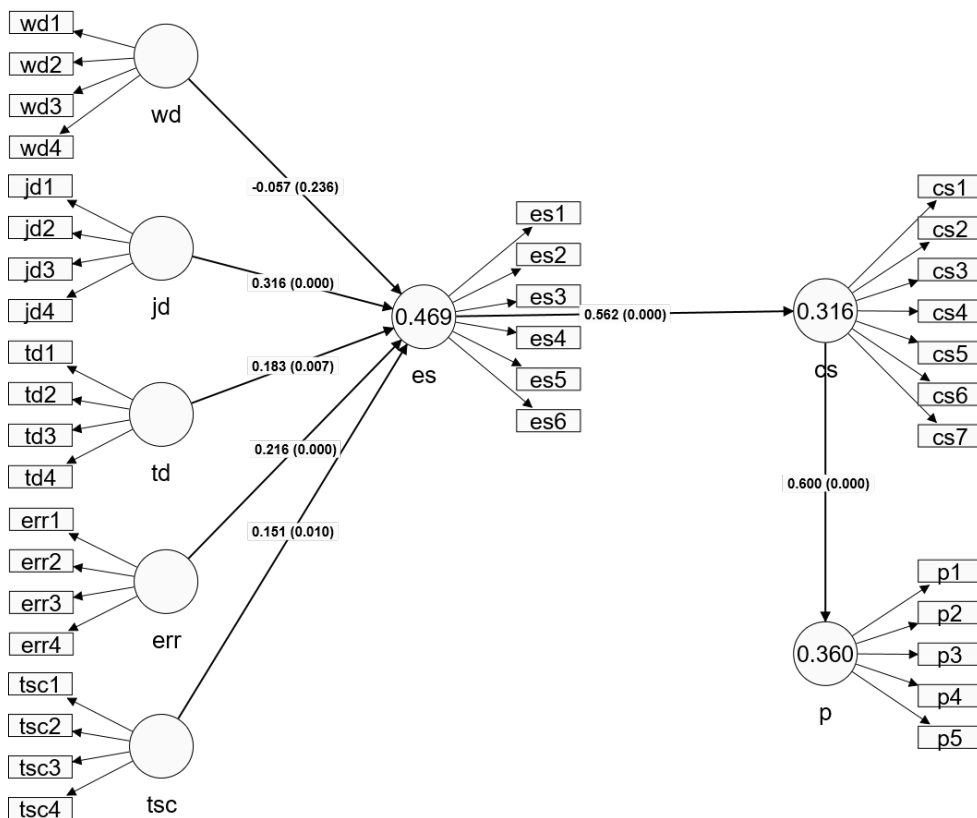 wd1
wd2
wd3
wd4
wd
jd1
jd2
jd3
jd4
jd
td1
td2
td3
td4
td
err1
err2
err3
err4
err
tsc1
tsc2
tsc3
tsc4
tsc
-0.057 (0.236)
0.316 (0.000)
0.183 (0.007)
0.216 (0.000)
0.151 (0.010)
0.469
es
es1
es2
es3
es4
es5
es6
0.562 (0.000)
0.316
cs
cs1
cs2
cs3
cs4
cs5
cs6
cs7
0.600 (0.000)
0.360
p
p1
p2
p3
p4
p5